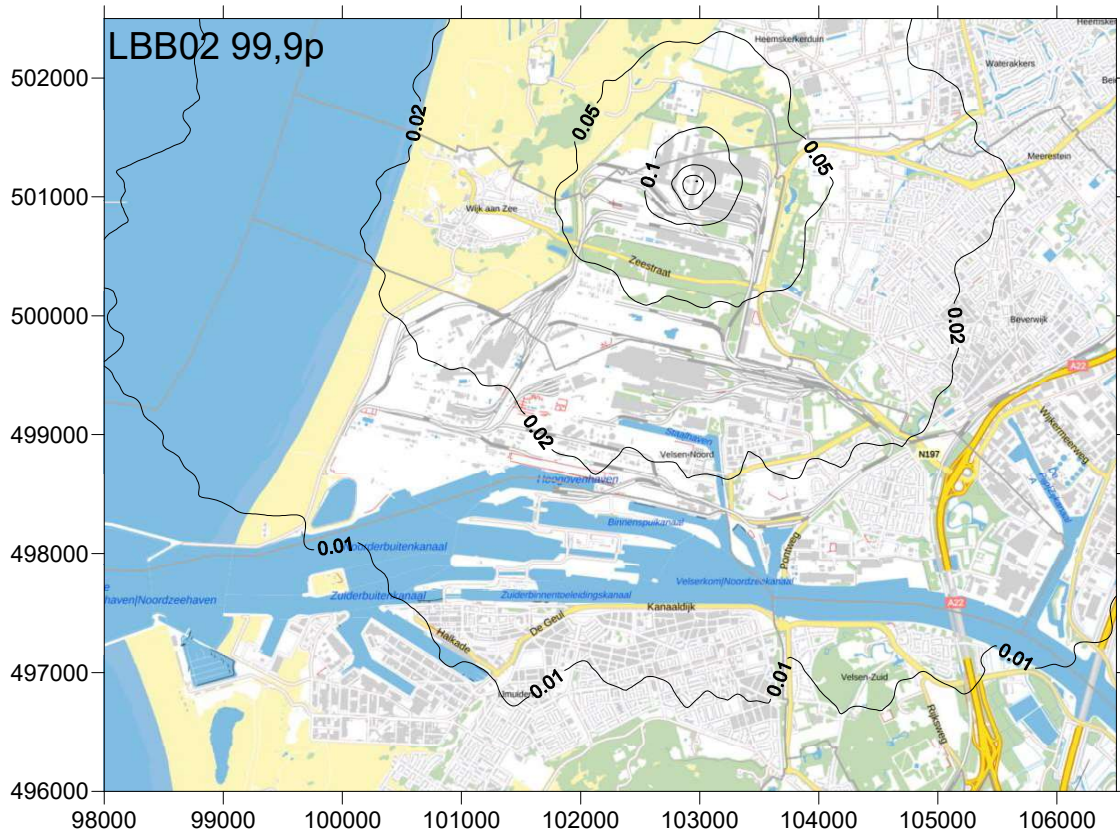 LBB02 99,9p
Heemskerkerduin
Waterakkers
Meerestein
Wijk aan Zee
Zeestraat
Beverwijk
A22
Wijkermeerweg
N197
Staalhaven
Velsen-Noord
Hoogovenhaven
Binnenspuikanaal
Pontweg
Zuiderbuitenkanaal
Zuiderbinnentoeleidingskanaal
Velserkom|Noordzeekanaal
haven|Noordzeehaven
Kanaaldijk
De Geul
Halkade
A22
Velsen-Zuid
Rijksweg
0.02
0.05
0.05
0.1
0.02
0.02
0.01
0.01
0.01
0.01
502000
501000
500000
499000
498000
497000
496000
98000 99000 100000 101000 102000 103000 104000 105000 106000